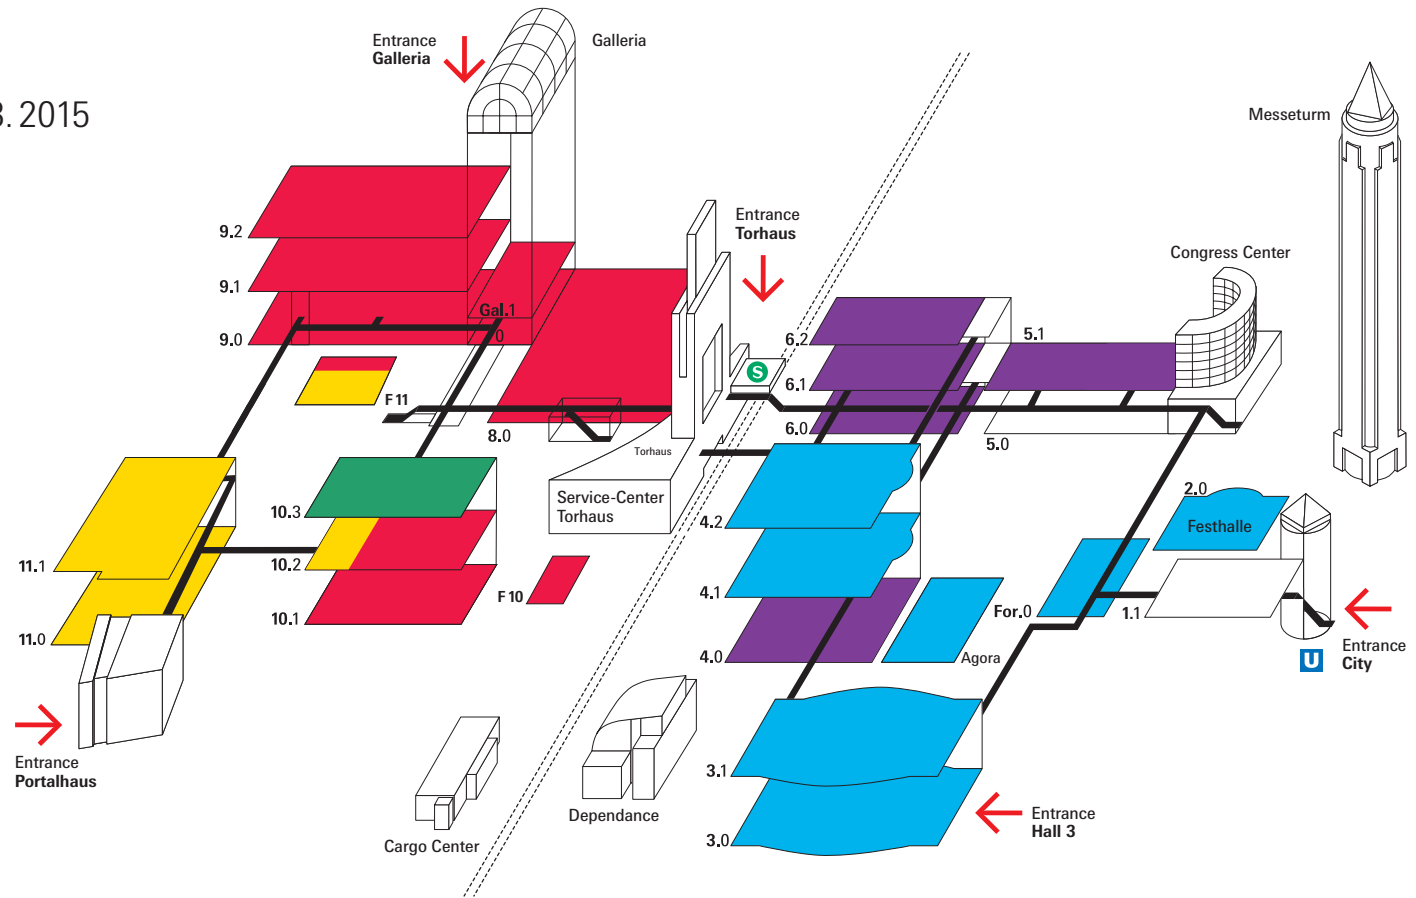 Entrance
Galleria
Galleria
3. 2015
Messeturm
Entrance
Torhaus
9.2
Congress Center
9.1
Gal.1
0
9.0
6.2
5.1
S
6.1
F 11
8.0
6.0
5.0
Torhaus
Service-Center
Torhaus
2.0
Festhalle
10.3
4.2
11.1
10.2
F 10
4.1
For.0
1.1
10.1
11.0
4.0
Agora
Entrance
City
U
Entrance
Portalhaus
3.1
Dependance
Entrance
Hall 3
3.0
Cargo Center